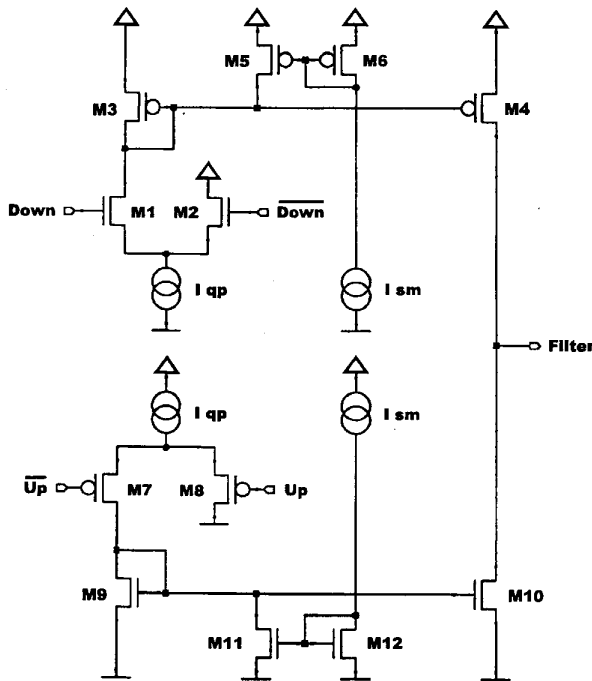 M5
M6
M3
M4
Down
M1
M2
Down
I qp
I sm
Filter
I qp
I sm
Up
M7
M8
Up
M9
M10
M11
M12